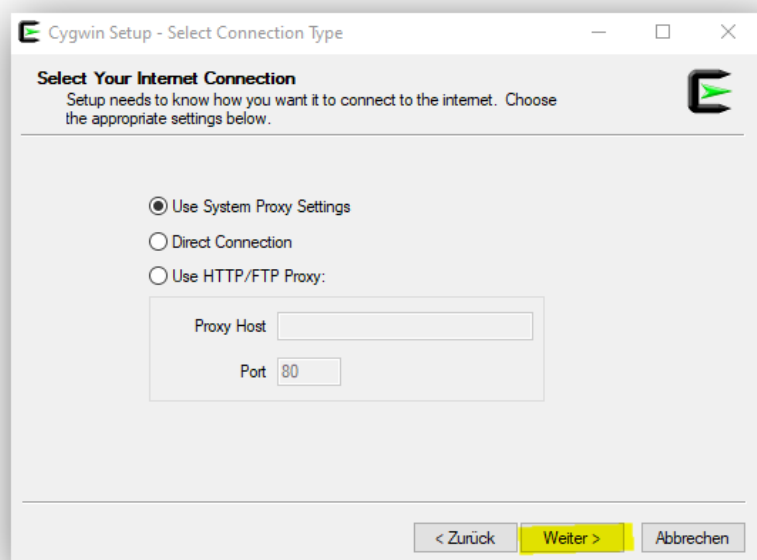 Cygwin Setup - Select Connection Type
Select Your Internet Connection
Setup needs to know how you want it to connect to the internet. Choose
the appropriate settings below.
Use System Proxy Settings
Direct Connection
Use HTTP/FTP Proxy:
Proxy Host
Port 80
< Zurück Weiter > Abbrechen